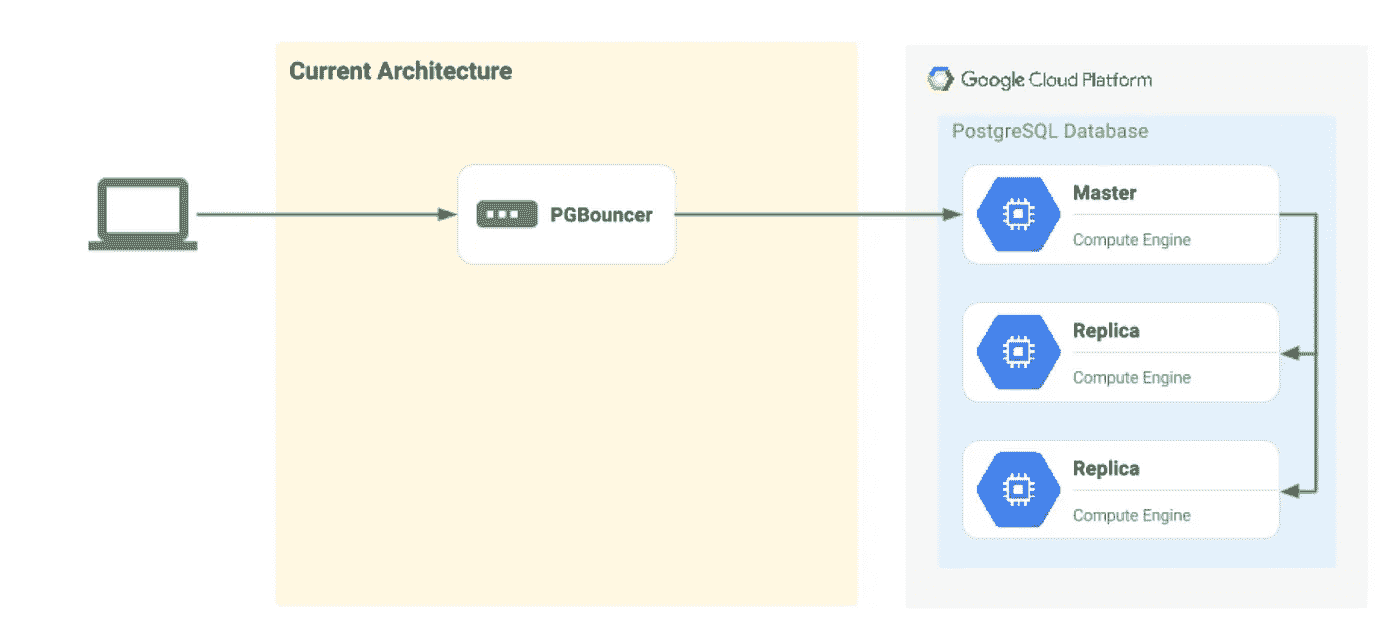 Current Architecture
Google Cloud Platform
PostgreSQL Database
PGBouncer
Master
Compute Engine
Replica
Compute Engine
Replica
Compute Engine